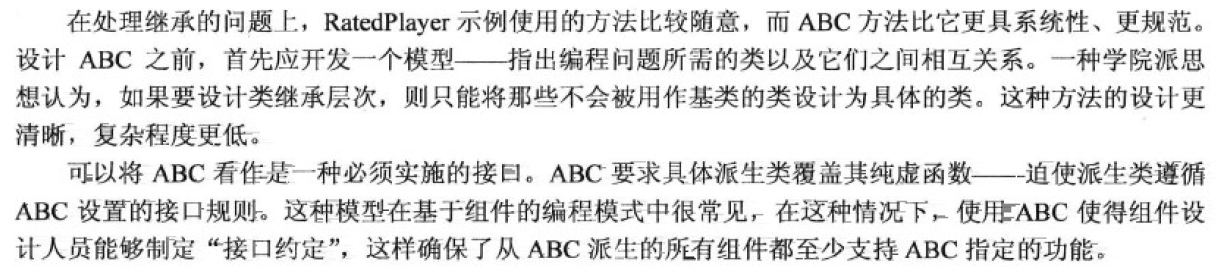 在处理继承的问题上，RatedPlayer 示例使用的方法比较随意，而 ABC 方法比它更具系统性、更规范。
设计 ABC 之前，首先应开发一个模型——指出编程问题所需的类以及它们之间相互关系。一种学院派思
想认为，如果要设计类继承层次，则只能将那些不会被用作基类的类设计为具体的类。这种方法的设计更
清晰，复杂程度更低。
可以将 ABC 看作是一种必须实施的接口。ABC 要求具体派生类覆盖其纯虚函数——迫使派生类遵循
ABC 设置的接口规则。这种模型在基于组件的编程模式中很常见，在这种情况下，使用 ABC 使得组件设
计人员能够制定“接口约定”，这样确保了从 ABC 派生的所有组件都至少支持 ABC 指定的功能。